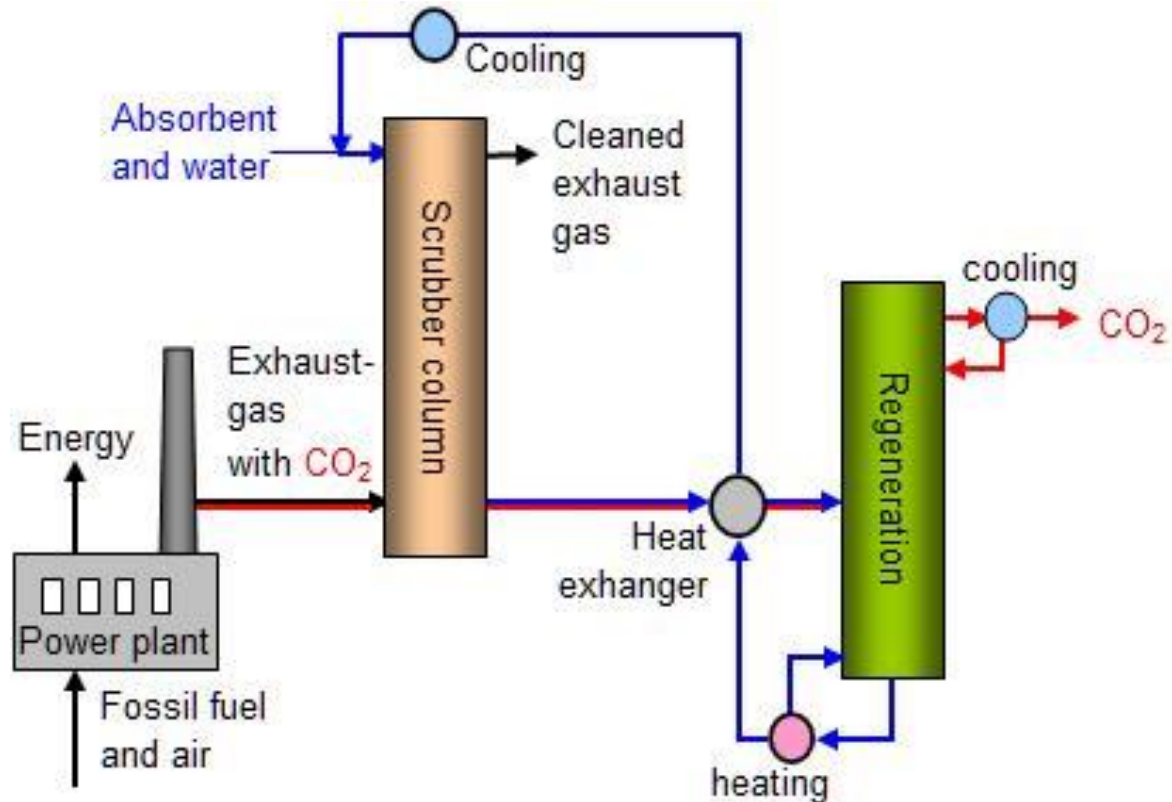 Cooling
Absorbent
and water
Cleaned
exhaust
gas
Scrubber column
cooling
CO₂
Regeneration
Exhaust-
gas
with CO₂
Energy
Heat
exhanger
Power plant
Fossil fuel
and air
heating